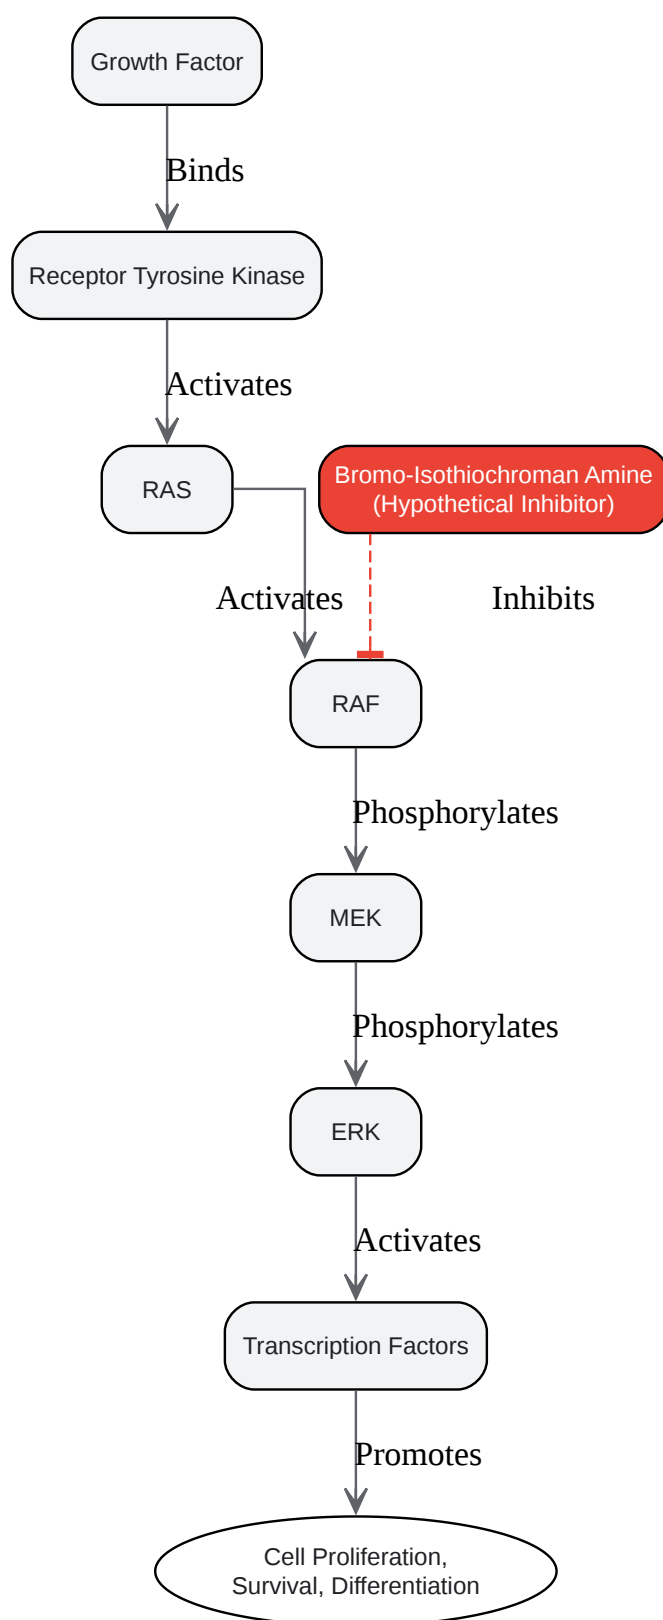 Growth Factor
Binds
Receptor Tyrosine Kinase
Activates
RAS
Bromo-Isothiochroman Amine
(Hypothetical Inhibitor)
Activates
Inhibits
RAF
Phosphorylates
MEK
Phosphorylates
ERK
Activates
Transcription Factors
Promotes
Cell Proliferation,
Survival, Differentiation